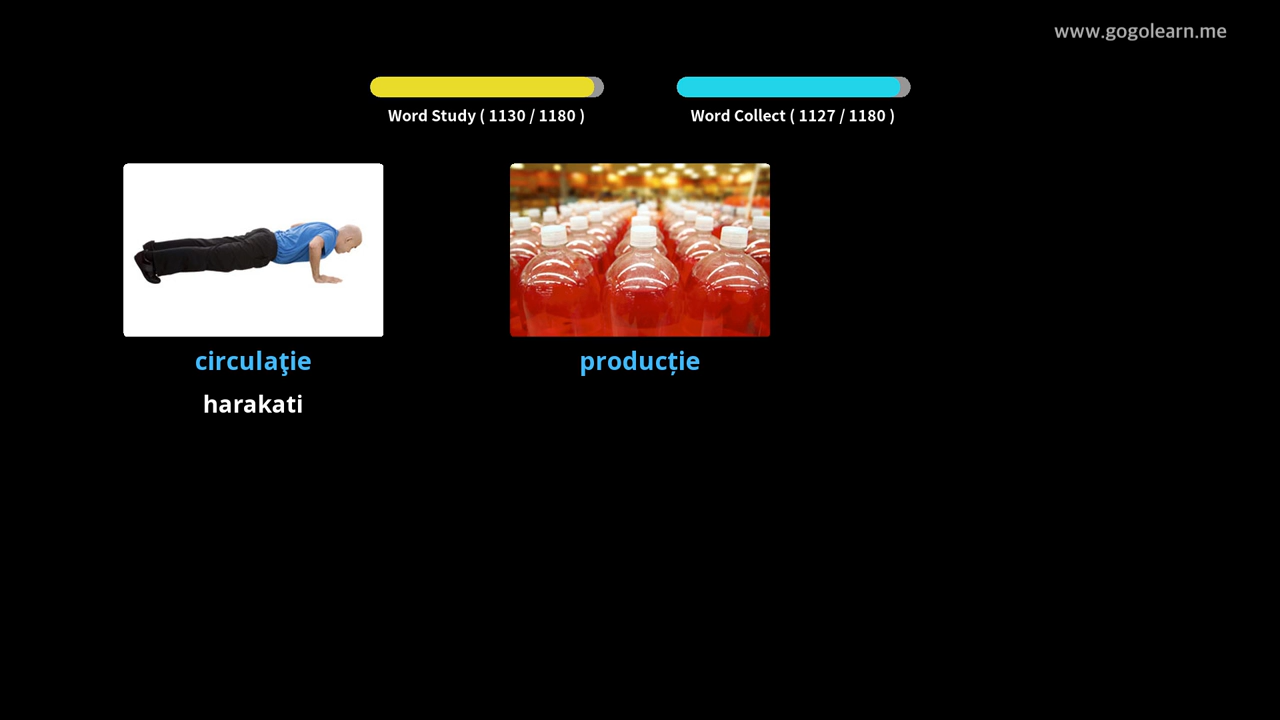 www.gogolearn.me
Word Study ( 1130 / 1180 )
Word Collect ( 1127 / 1180 )
circulaţie
producție
harakati